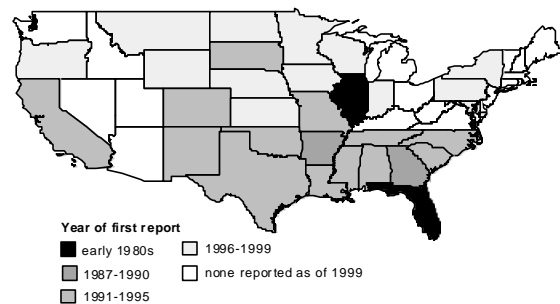 Year of first report
early 1980s
1987-1990
1991-1995
1996-1999
none reported as of 1999